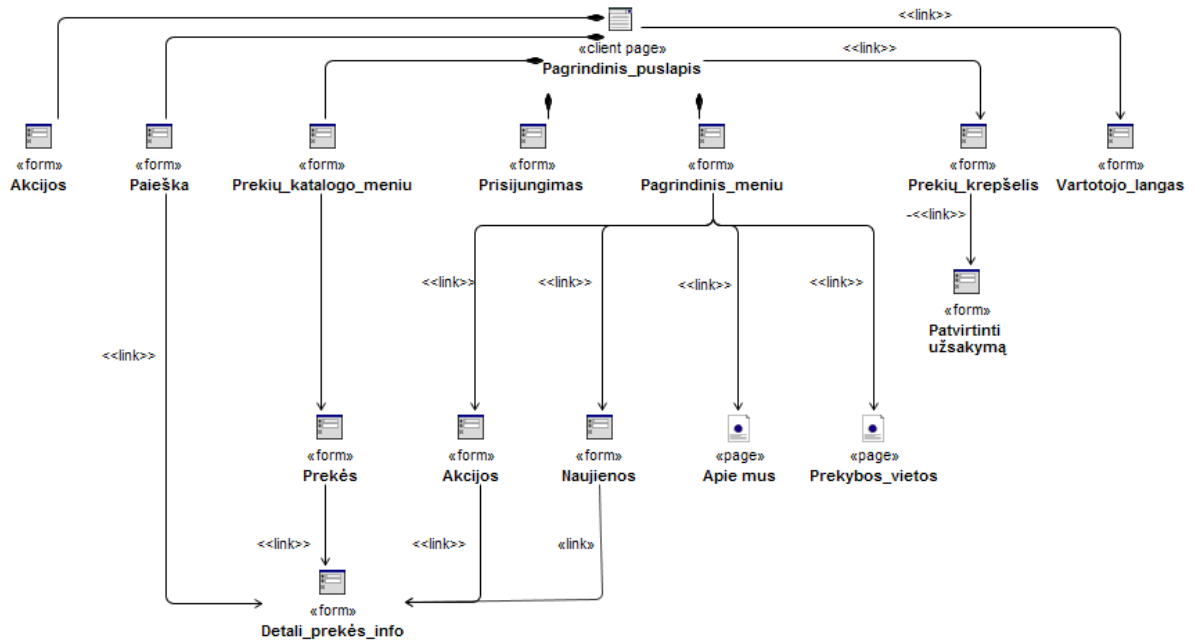 <<link>>
«client page»
<<link>>
Pagrindinis_puslapis
«form»
«form»
«form»
«form»
«form»
«form»
«form»
Akcijos
Paieška
Prekių_katalogo_meniu
Prisijungimas
Pagrindinis_meniu
Prekių_krepšelis
Vartotojo_langas
-<<link>>
<<link>>
<<link>>
<<link>>
<<link>>
«form»
Patvirtinti
užsakymą
<<link>>
«form»
«form»
«form»
«page»
«page»
Prekės
Akcijos
Naujienos
Apie mus
Prekybos_vietos
<<link>>
<<link>>
«link»
«form»
Detali_prekės_info